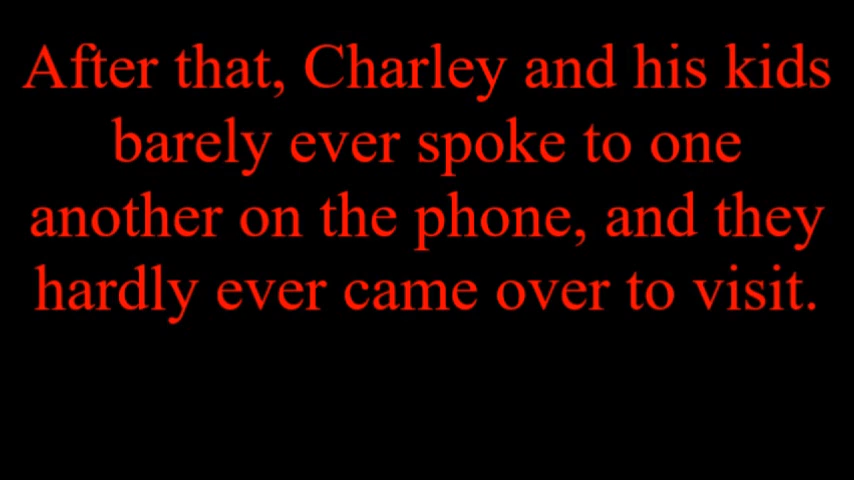 After that, Charley and his kids
barely ever spoke to one
another on the phone, and they
hardly ever came over to visit.